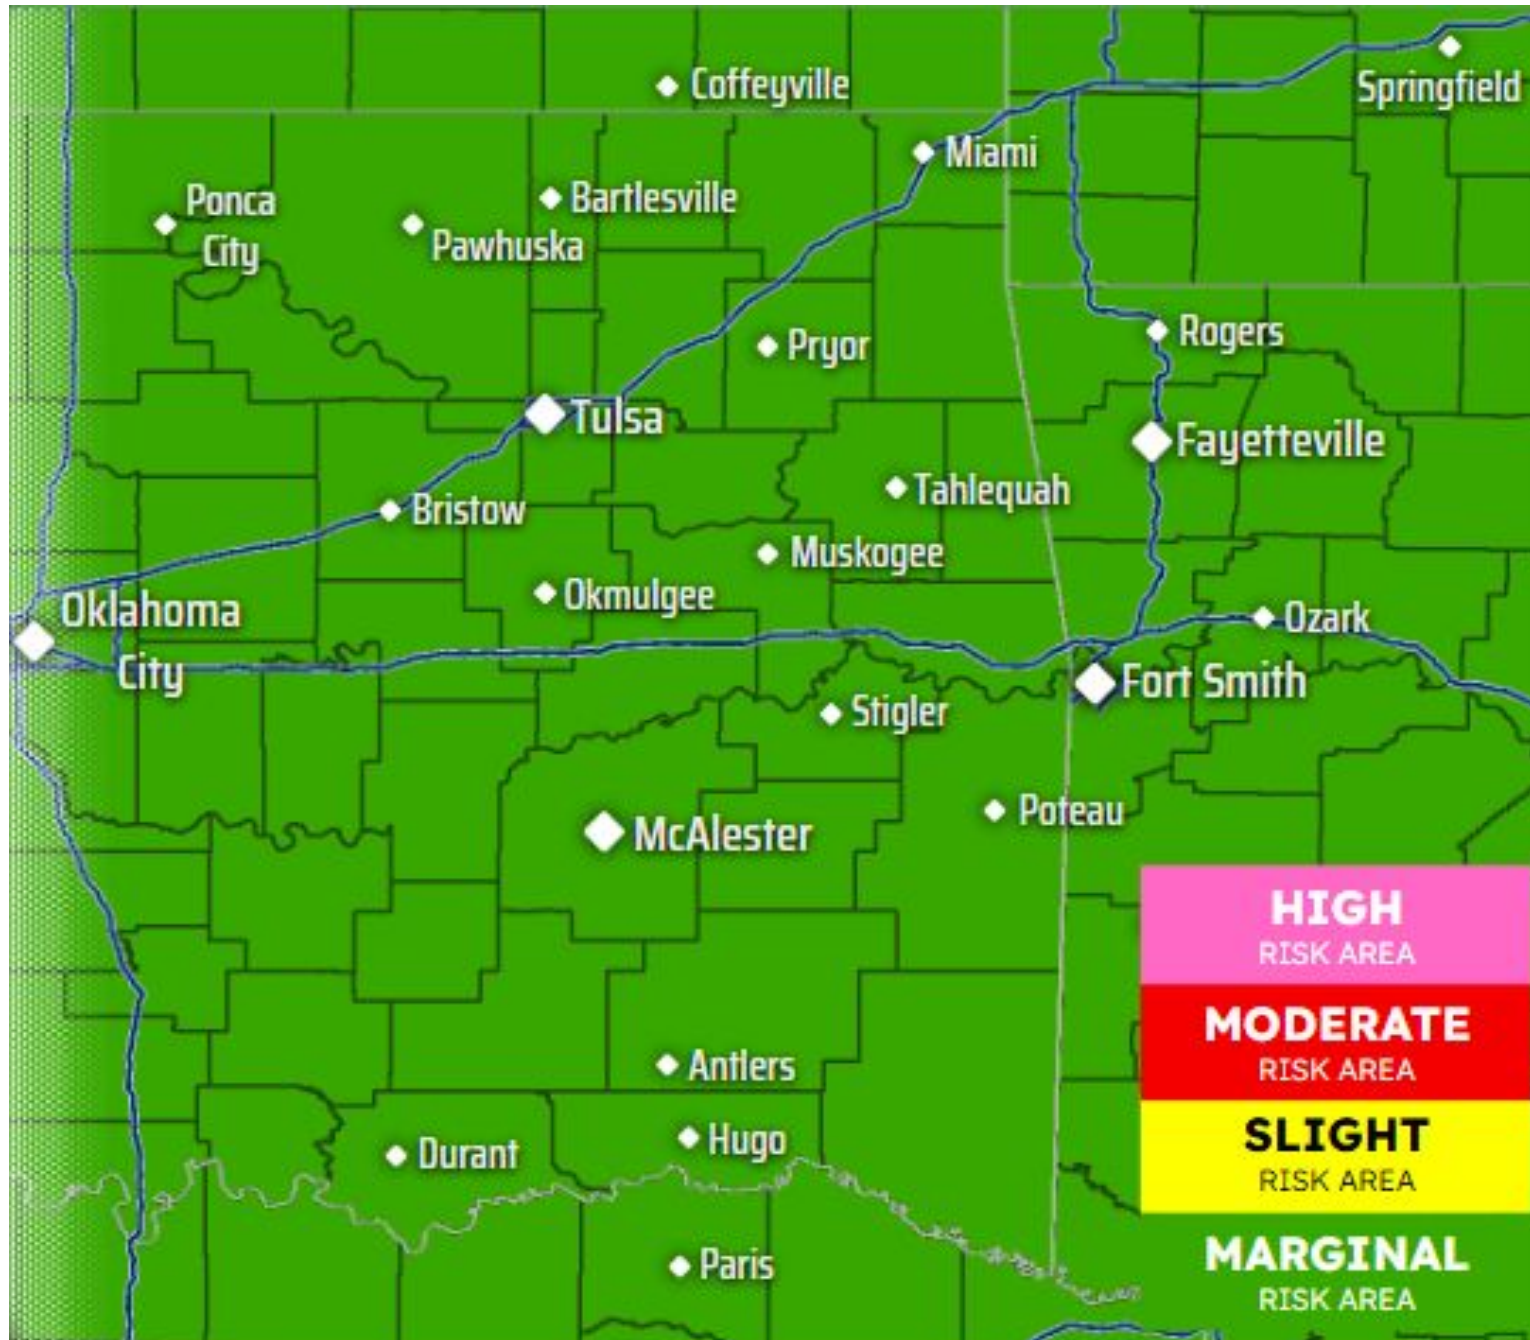 Coffeyville
Springfield
Miami
Ponca
City
Bartlesville
Pawhuska
Rogers
Pryor
Tulsa
Fayetteville
Tahlequah
Bristow
Muskogee
Okmulgee
Oklahoma
City
Ozark
Fort Smith
Stigler
Poteau
McAlester
HIGH
RISK AREA
MODERATE
RISK AREA
Antlers
SLIGHT
RISK AREA
Hugo
Durant
MARGINAL
RISK AREA
Paris